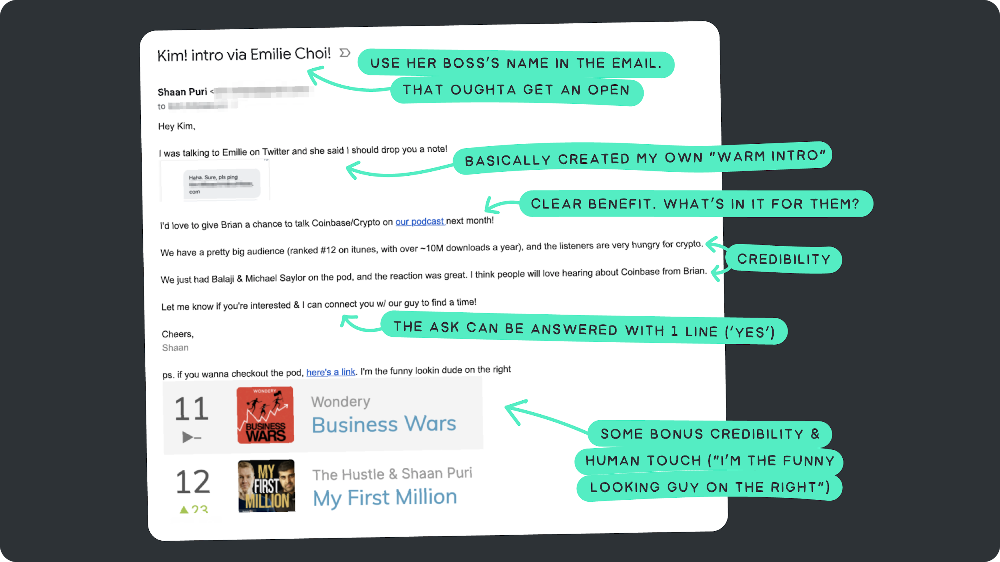 Kim! intro via Emilie Choi!
USE HER BOSS'S NAME IN THE EMAIL.
THAT OUGHTA GET AN OPEN
Shaan Puri <
to
Hey Kim,
I was talking to Emilie on Twitter and she said I should drop you a note!
BASICALLY CREATED MY OWN "WARM INTRO"
Haha. Sure, pls ping
com
CLEAR BENEFIT. WHAT'S IN IT FOR THEM?
I'd love to give Brian a chance to talk Coinbase/Crypto on our podcast next month!
We have a pretty big audience (ranked #12 on itunes, with over ~10M downloads a year), and the listeners are very hungry for crypto.
CREDIBILITY
We just had Balaji & Michael Saylor on the pod, and the reaction was great. I think people will love hearing about Coinbase from Brian.
Let me know if you're interested & I can connect you w/ our guy to find a time!
THE ASK CAN BE ANSWERED WITH 1 LINE ('YES')
Cheers,
Shaan
ps. if you wanna checkout the pod, here's a link. I'm the funny lookin dude on the right
11
WONDERY
BUSINESS
WARS
Wondery
Business Wars
SOME BONUS CREDIBILITY &
HUMAN TOUCH ("I'M THE FUNNY
LOOKING GUY ON THE RIGHT")
12
23
MY
FIRST
MILLION
The Hustle & Shaan Puri
My First Million